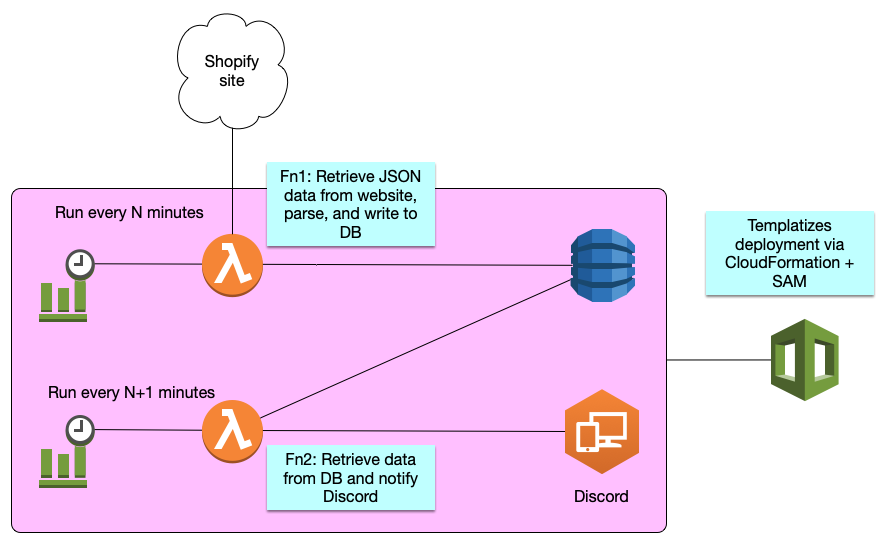 Shopify
site
Fn1: Retrieve JSON
data from website,
parse, and write to
DB
Run every N minutes
Templatizes
deployment via
CloudFormation +
SAM
Run every N+1 minutes
Fn2: Retrieve data
from DB and notify
Discord
Discord